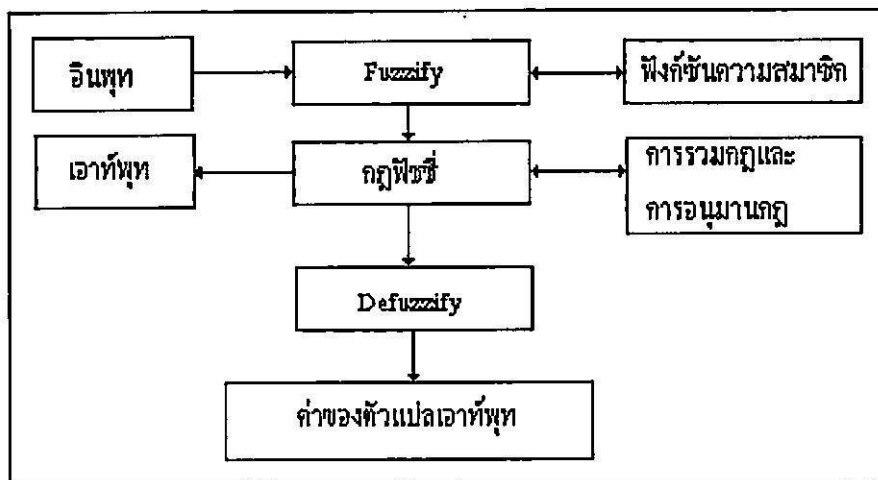 อินพุท
Fuzzify
ฟังก์ชันความสมาชิก
เอาท์พุท
กฎฟัซซี่
การรวมกฎและ
การอนุมานกฎ
Defuzzify
ค่าของตัวแปลเอาท์พุท